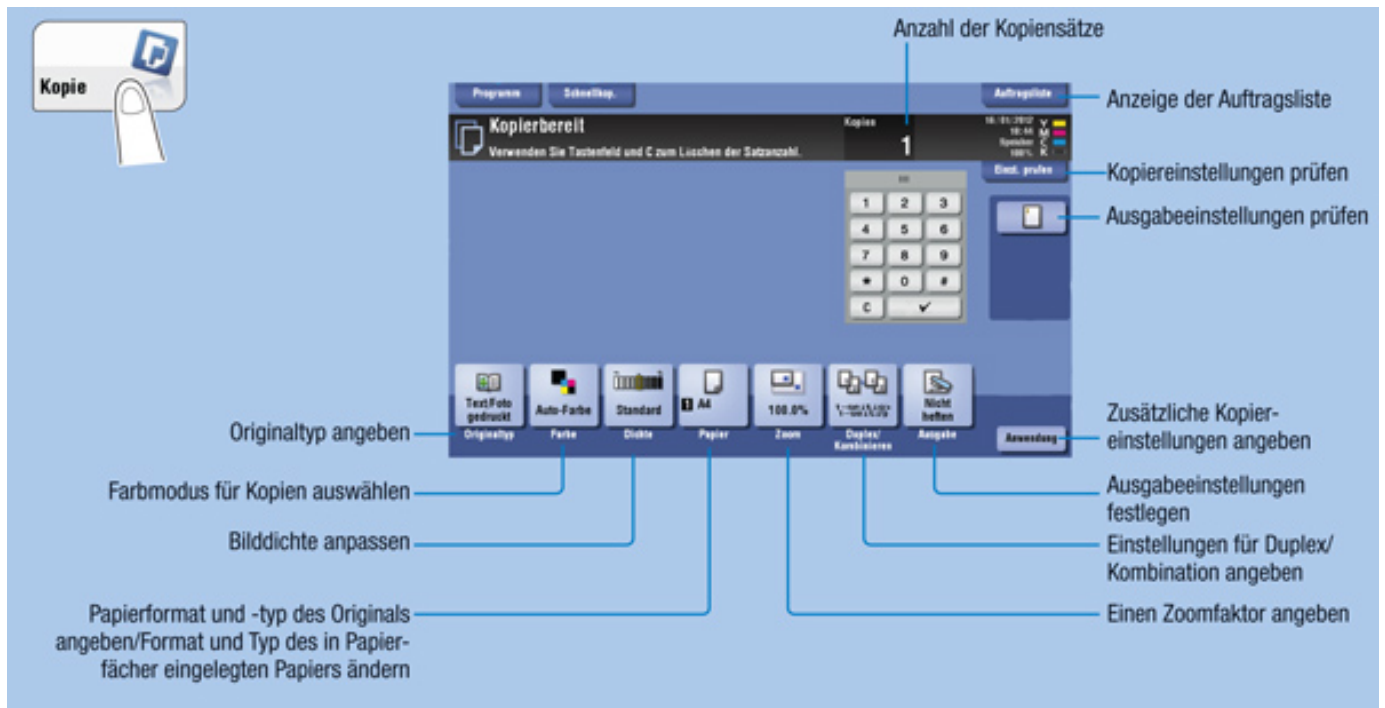 Anzahl der Kopiensätze
Kopie
Programm
Schnellkop.
Auftragsliste
Anzeige der Auftragsliste
Kopierbereit
Kopien
1
Verwenden Sie Tastenfeld und C zum Löschen der Satzanzahl.
Y
10:44 M
Speicher C
100% K
Einst. prüfen
Kopiereinstellungen prüfen
Ausgabeeinstellungen prüfen
1 2 3
4 5 6
7 8 9
* 0 #
C
Text/Foto
gedruckt
Auto-Farbe
Standard
1 A4
100.0%
Nicht
heften
Originaltyp
Farbe
Dichte
Papier
Zoom
Duplex/
Kombinieren
Ausgabe
Anwendung
Originaltyp angeben
Farbmodus für Kopien auswählen
Bilddichte anpassen
Papierformat und -typ des Originals
angeben/Format und Typ des in Papier-
fächer eingelegten Papiers ändern
Zusätzliche Kopier-
einstellungen angeben
Ausgabeeinstellungen
festlegen
Einstellungen für Duplex/
Kombination angeben
Einen Zoomfaktor angeben